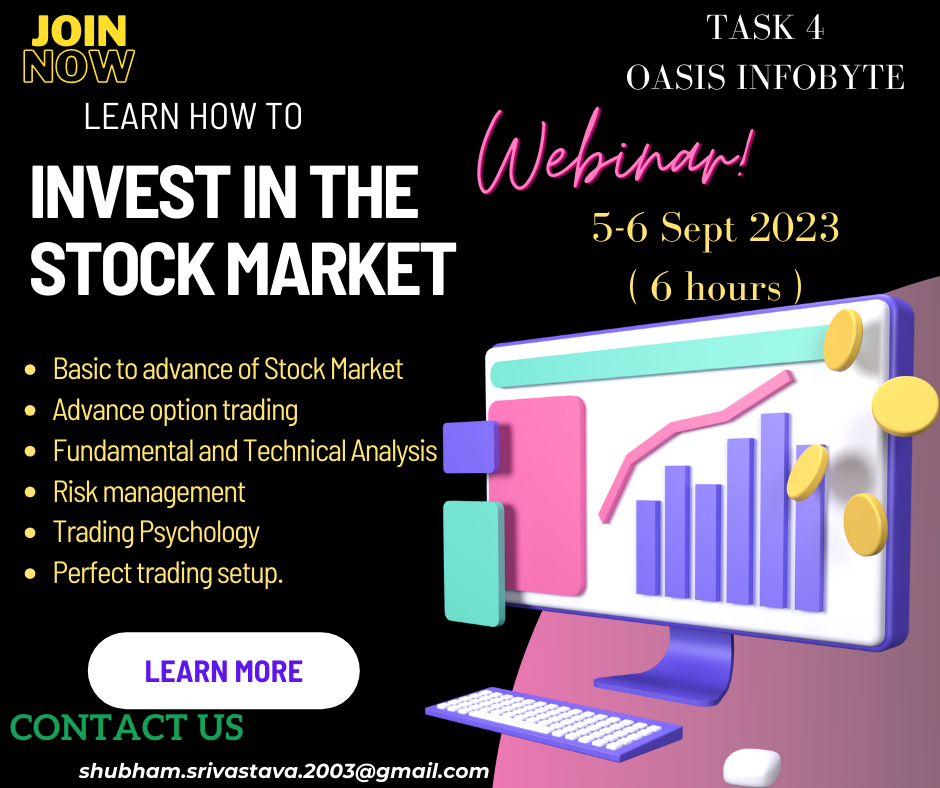 JOIN
NOW
LEARN HOW TO
INVEST IN THE
STOCK MARKET
TASK 4
OASIS INFOBYTE
Webinar!
5-6 Sept 2023
( 6 hours )
Basic to advance of Stock Market
Advance option trading
Fundamental and Technical Analysis
Risk management
Trading Psychology
Perfect trading setup.
LEARN MORE
CONTACT US
shubham.srivastava.2003@gmail.com